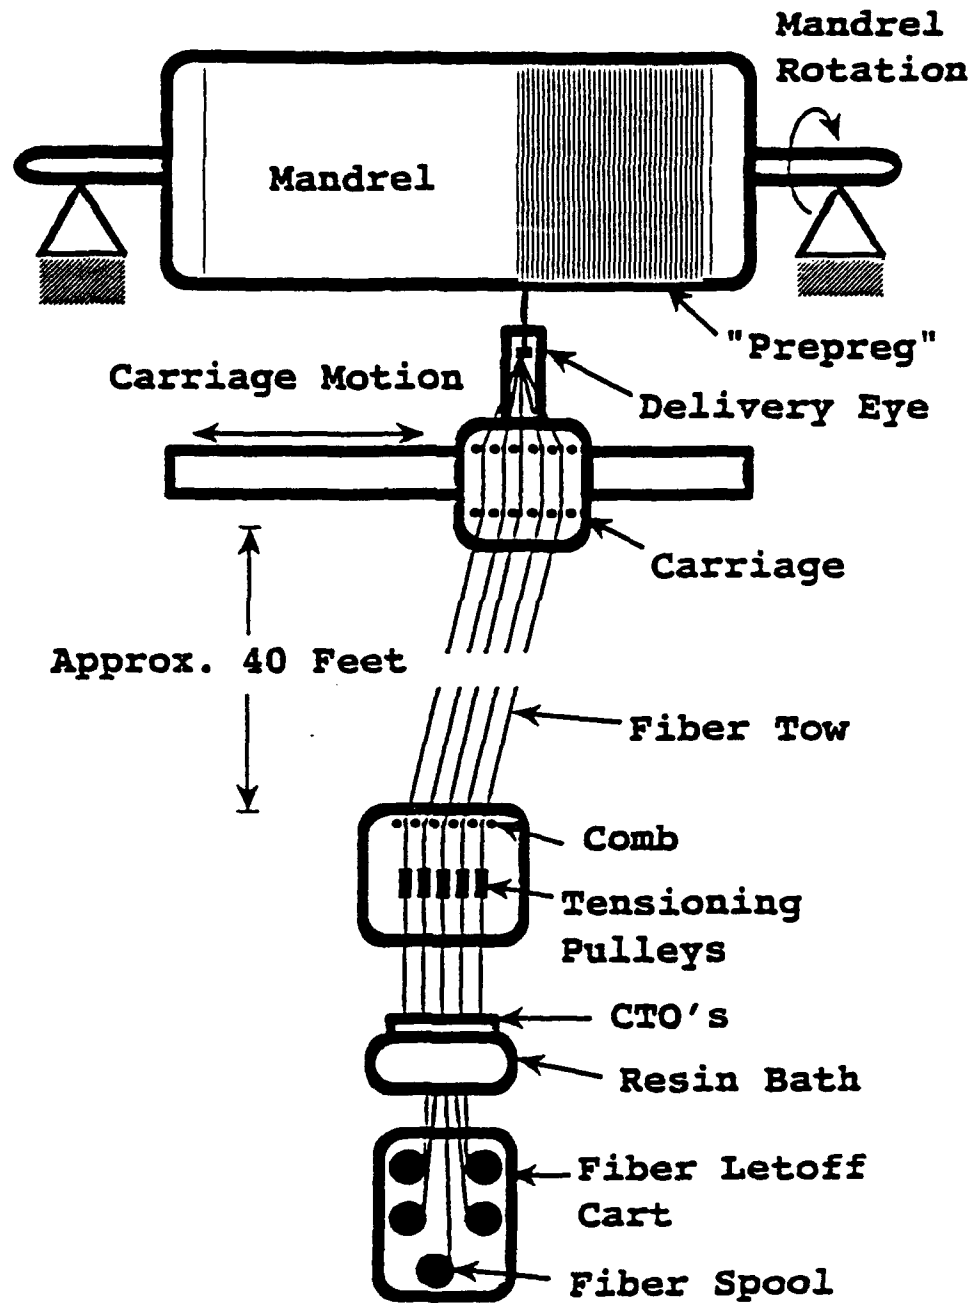 Mandrel
Rotation
Mandrel
"Prepreg"
Carriage Motion
Delivery Eye
Carriage
Approx. 40 Feet
Fiber Tow
Comb
Tensioning
Pulleys
CTO's
Resin Bath
Fiber Letoff
Cart
Fiber Spool